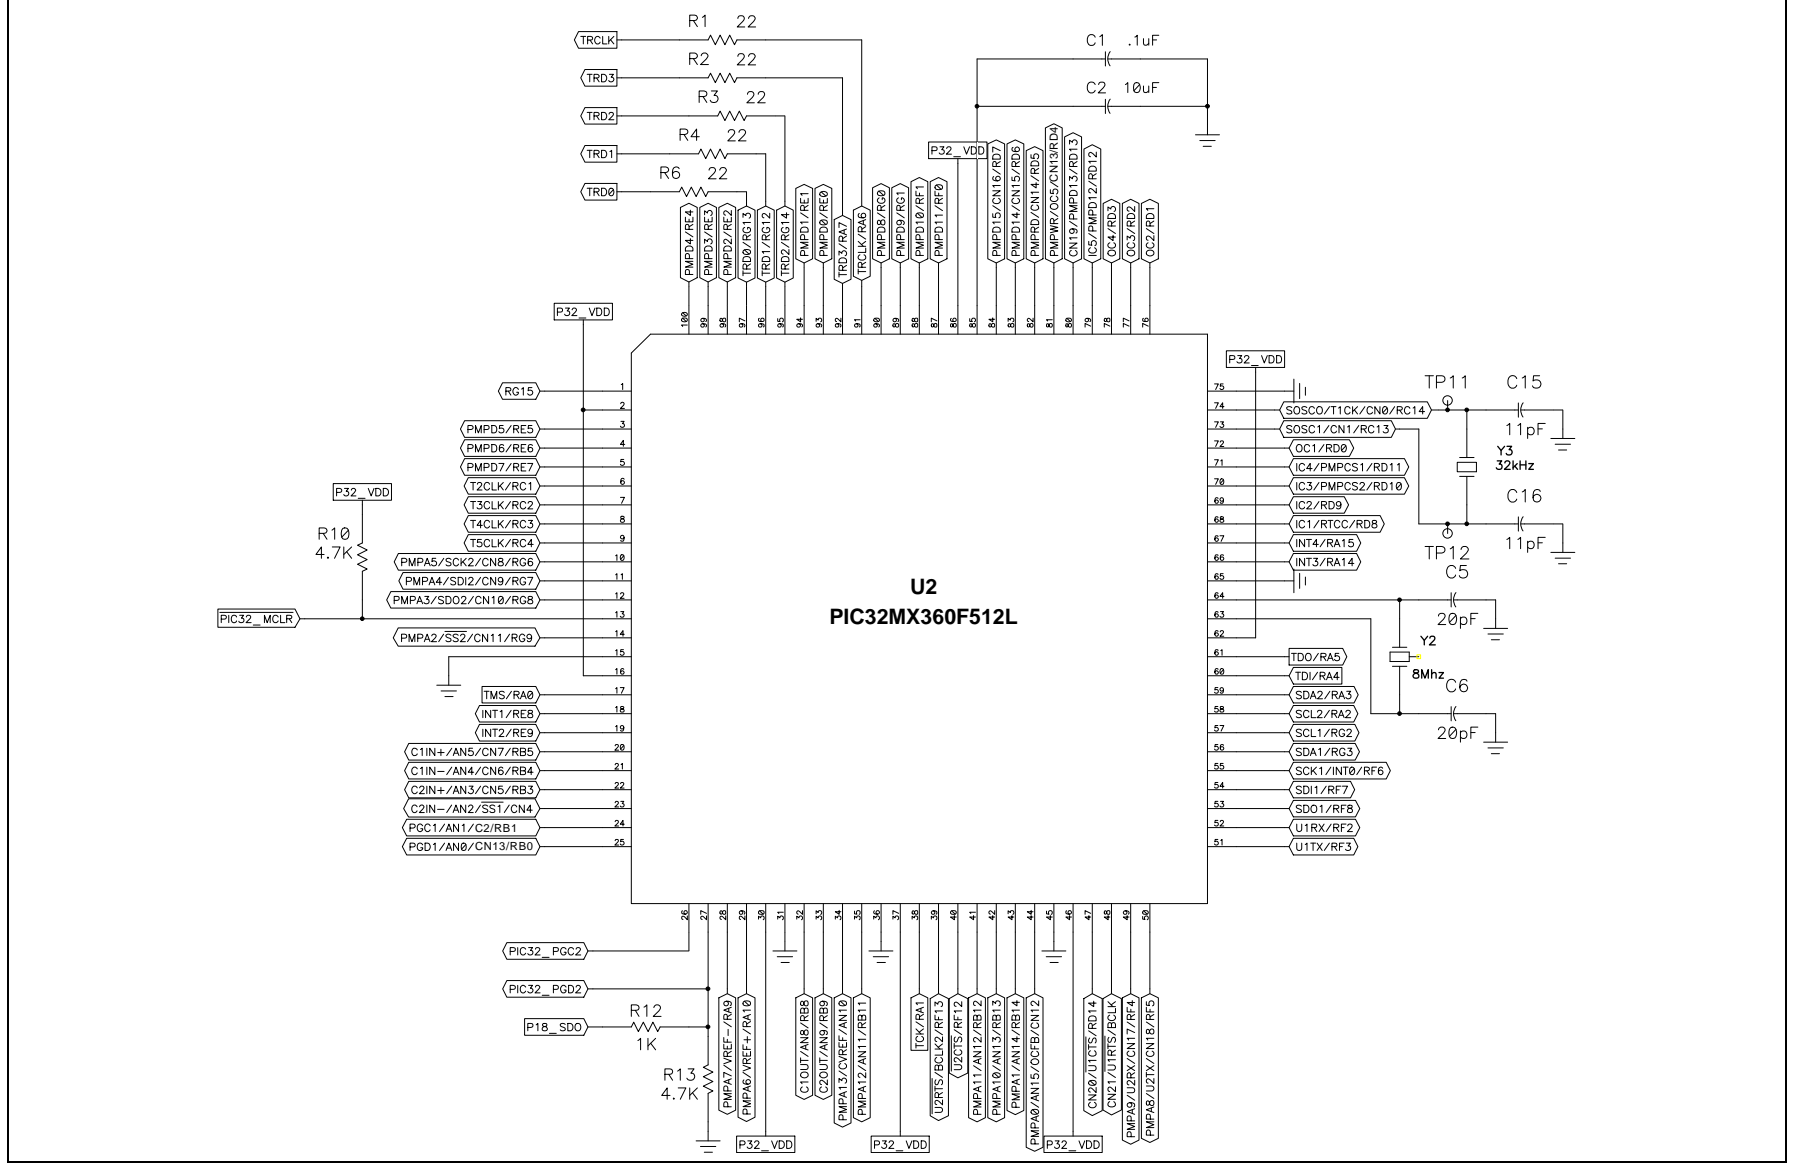 R1 22
TRCLK
R2 22
TRD3
R3 22
TRD2
R4 22
TRD1
R6 22
TRD0
C1 .1uF
C2 10uF
P32_VDD
PMPD4/RE4
PMPD3/RE3
PMPD2/RE2
TRD0/RG13
TRD1/RG12
TRD2/RG14
PMPD1/RE1
PMPD0/RE0
TRD3/RA7
TRCLK/RA6
PMPD8/RG0
PMPD9/RG1
PMPD10/RF1
PMPD11/RF0
PMPD15/CN16/RD7
PMPD14/CN15/RD6
PMPRD/CN14/RD5
PMPWR/OC5/CN13/RD4
CN19/PMPD13/RD13
IC5/PMPD12/RD12
OC4/RD3
OC3/RD2
OC2/RD1
100 99 98 97 96 95 94 93 92 91 90 89 88 87 86 85 84 83 82 81 80 79 78 77 76
P32_VDD
RG15 1
2
PMPD5/RE5 3
PMPD6/RE6 4
PMPD7/RE7 5
T2CLK/RC1 6
T3CLK/RC2 7
T4CLK/RC3 8
T5CLK/RC4 9
PMPA5/SCK2/CN8/RG6 10
PMPA4/SDI2/CN9/RG7 11
PMPA3/SDO2/CN10/RG8 12
P32_VDD
R10
4.7K
PIC32_MCLR 13
PMPA2/SS2/CN11/RG9 14
15
16
TMS/RA0 17
INT1/RE8 18
INT2/RE9 19
C1IN+/AN5/CN7/RB5 20
C1IN-/AN4/CN6/RB4 21
C2IN+/AN3/CN5/RB3 22
C2IN-/AN2/SS1/CN4 23
PGC1/AN1/C2/RB1 24
PGD1/AN0/CN13/RB0 25
U2
PIC32MX360F512L
P32_VDD
75
74 SOSCO/T1CK/CN0/RC14
73 SOSC1/CN1/RC13
72 OC1/RD0
71 IC4/PMPCS1/RD11
70 IC3/PMPCS2/RD10
69 IC2/RD9
68 IC1/RTCC/RD8
67 INT4/RA15
66 INT3/RA14
65
64
63
62
61 TDO/RA5
60 TDI/RA4
59 SDA2/RA3
58 SCL2/RA2
57 SCL1/RG2
56 SDA1/RG3
55 SCK1/INT0/RF6
54 SDI1/RF7
53 SDO1/RF8
52 U1RX/RF2
51 U1TX/RF3
TP11
C15
11pF
Y3
32kHz
C16
11pF
TP12
C5
20pF
Y2
8Mhz
C6
20pF
26 27 28 29 30 31 32 33 34 35 36 37 38 39 40 41 42 43 44 45 46 47 48 49 50
PIC32_PGC2
PIC32_PGD2
P18_SDO
R12
1K
R13
4.7K
PMPA7/VREF-/RA9
PMPA6/VREF+/RA10
P32_VDD
C1OUT/AN8/RB8
C2OUT/AN9/RB9
PMPA13/CVREF/AN10
PMPA12/AN11/RB11
P32_VDD
TCK/RA1
U2RTS/BCLK2/RF13
U2CTS/RF12
PMPA11/AN12/RB12
PMPA10/AN13/RB13
PMPA1/AN14/RB14
PMPA0/AN15/OCFB/CN12
P32_VDD
CN20/U1CTS/RD14
CN21/U1RTS/BCLK
PMPA9/U2RX/CN17/RF4
PMPA8/U2TX/CN18/RF5